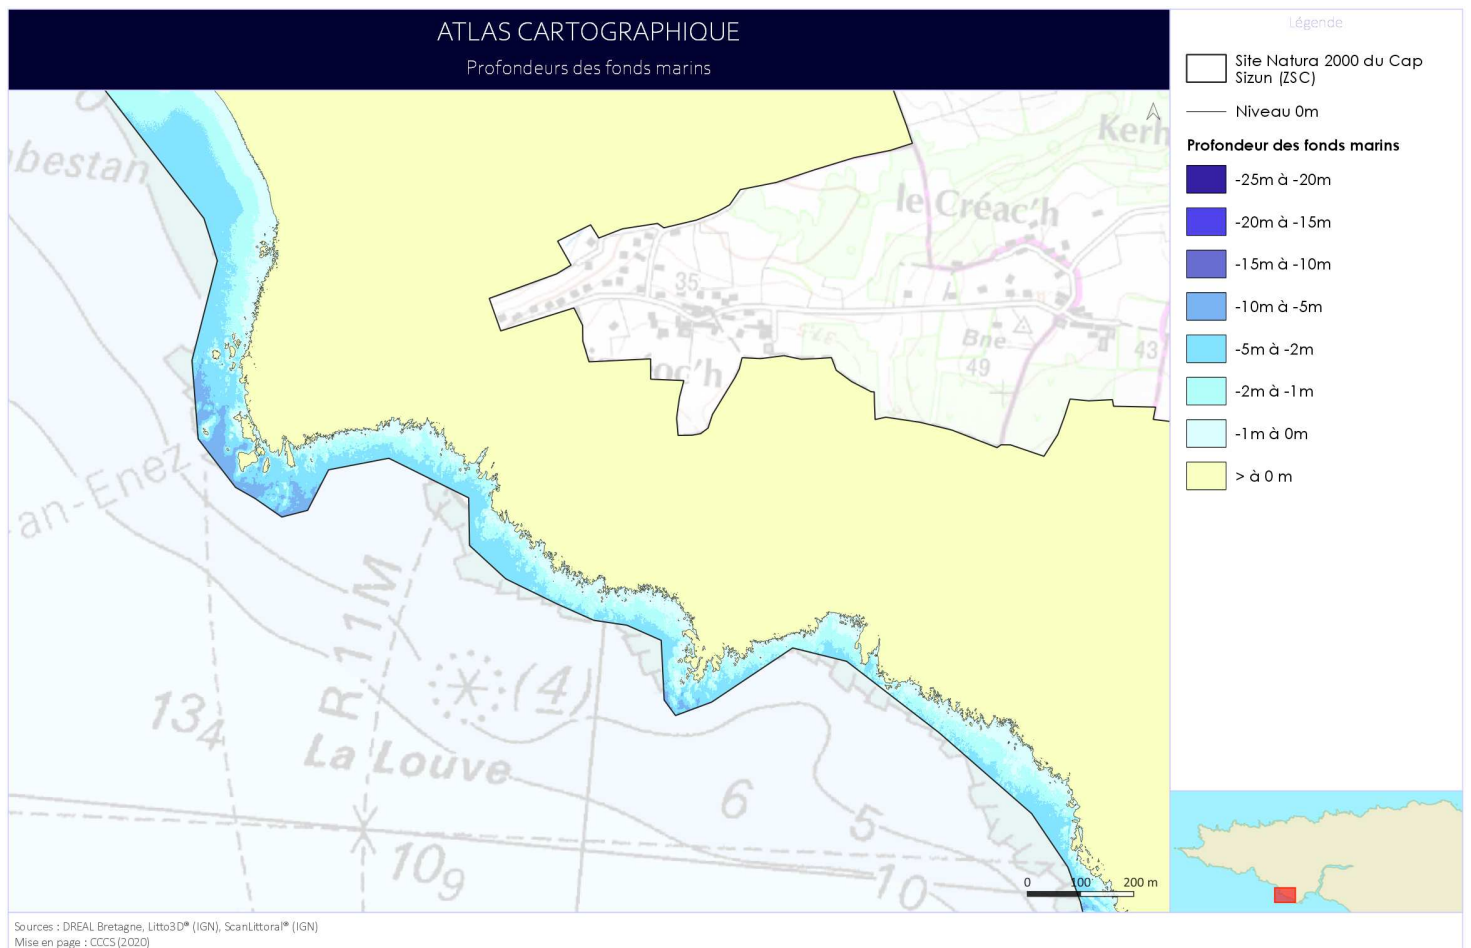 ATLAS CARTOGRAPHIQUE
Profondeurs des fonds marins
Légende
Site Natura 2000 du Cap
Sizun (ZSC)
Niveau 0m
Profondeur des fonds marins
-25m à -20m
-20m à -15m
-15m à -10m
-10m à -5m
-5m à -2m
-2m à -1m
-1m à 0m
> à 0 m
bestan
Kerh
le Créac'h
35
Bne
49
43
oc'h
-an-Enez
R.11M
(4)
13₄
La Louve
6
5
10₉
10
0 100 200 m
Sources : DREAL Bretagne, Litto3D® (IGN), ScanLittoral® (IGN)
Mise en page : CCCS (2020)